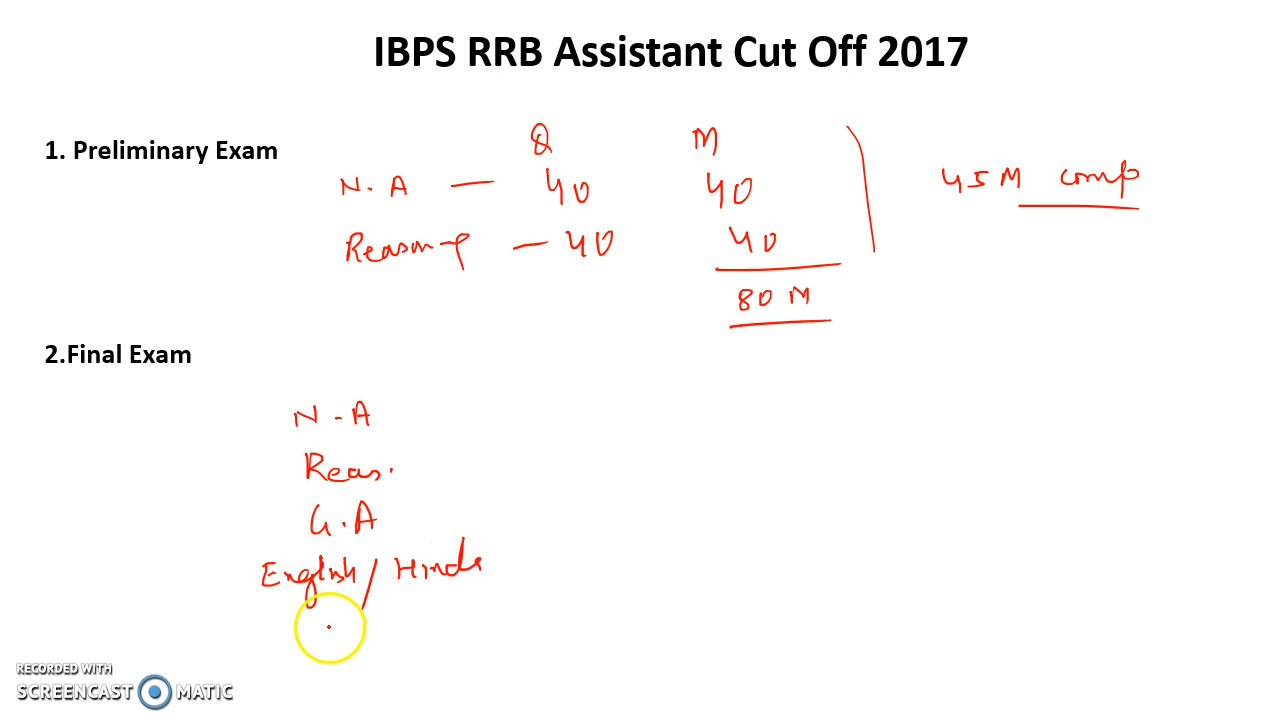 IBPS RRB Assistant Cut Off 2017
1. Preliminary Exam
Q M
N. A — 40 40
Reasoning — 40 40
80 M
45 M comp
2.Final Exam
N - A
Reas.
G.A
English / Hindi
RECORDED WITH
SCREENCAST MATIC